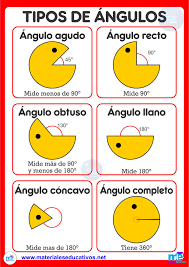 TIPOS DE ÁNGULOS
Ángulo agudo
45°
Mide menos de 90°
Ángulo recto
90°
Mide 90°
Ángulo obtuso
130°
Mide más de 90°
y menos de 180°
Ángulo llano
180°
Mide 180°
Ángulo cóncavo
Mide mas de 180°
Ángulo completo
Tiene 360°
www.materialeseducativos.net